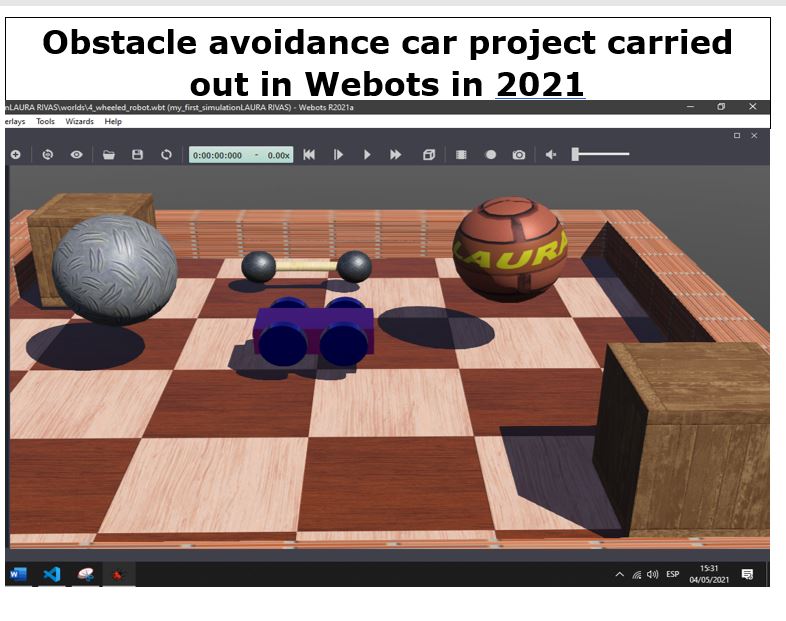 Obstacle avoidance car project carried
out in Webots in 2021
nLAURA RIVAS\worlds\4_wheeled_robot.wbt (my_first_simulationLAURA RIVAS) - Webots R2021a
erlays Tools Wizards Help
0:00:00:000 - 0.00x
LAURA
ESP
15:31
04/05/2021